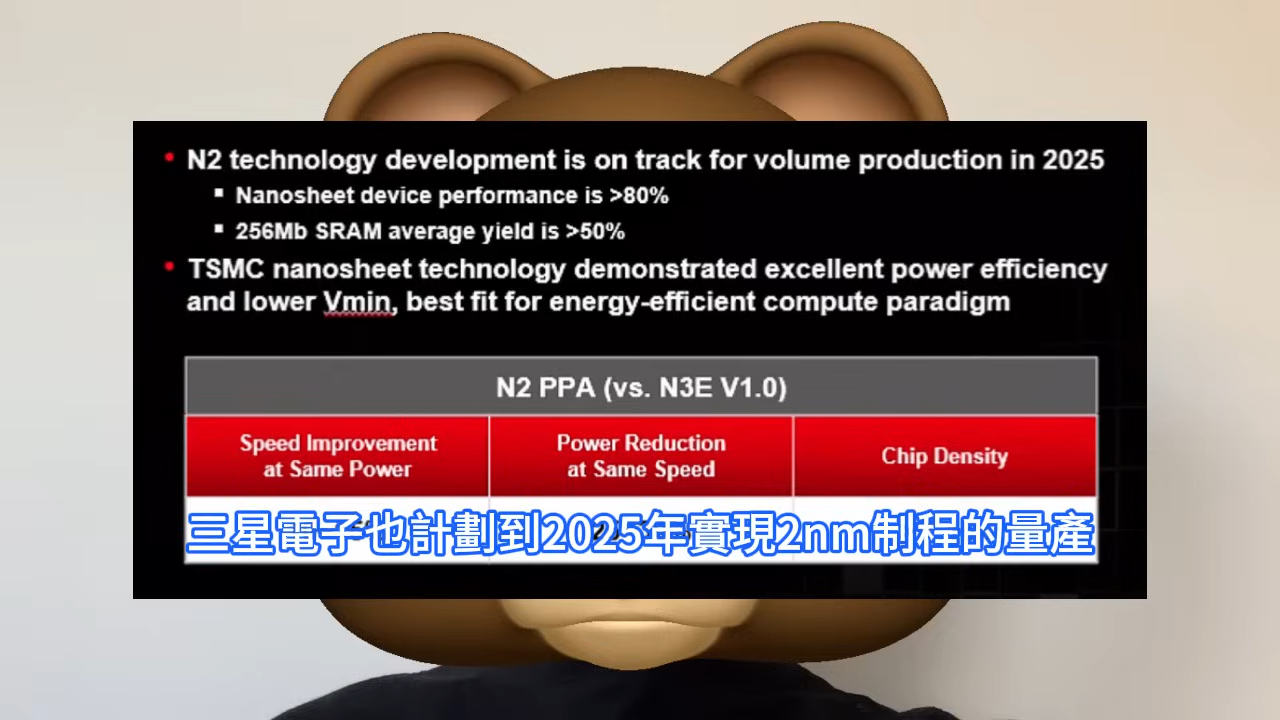 • N2 technology development is on track for volume production in 2025
▪ Nanosheet device performance is >80%
▪ 256Mb SRAM average yield is >50%
• TSMC nanosheet technology demonstrated excellent power efficiency
and lower Vmin, best fit for energy-efficient compute paradigm
N2 PPA (vs. N3E V1.0)
Speed Improvement
at Same Power
Power Reduction
at Same Speed
Chip Density
三星電子也計劃到2025年實現2nm制程的量產